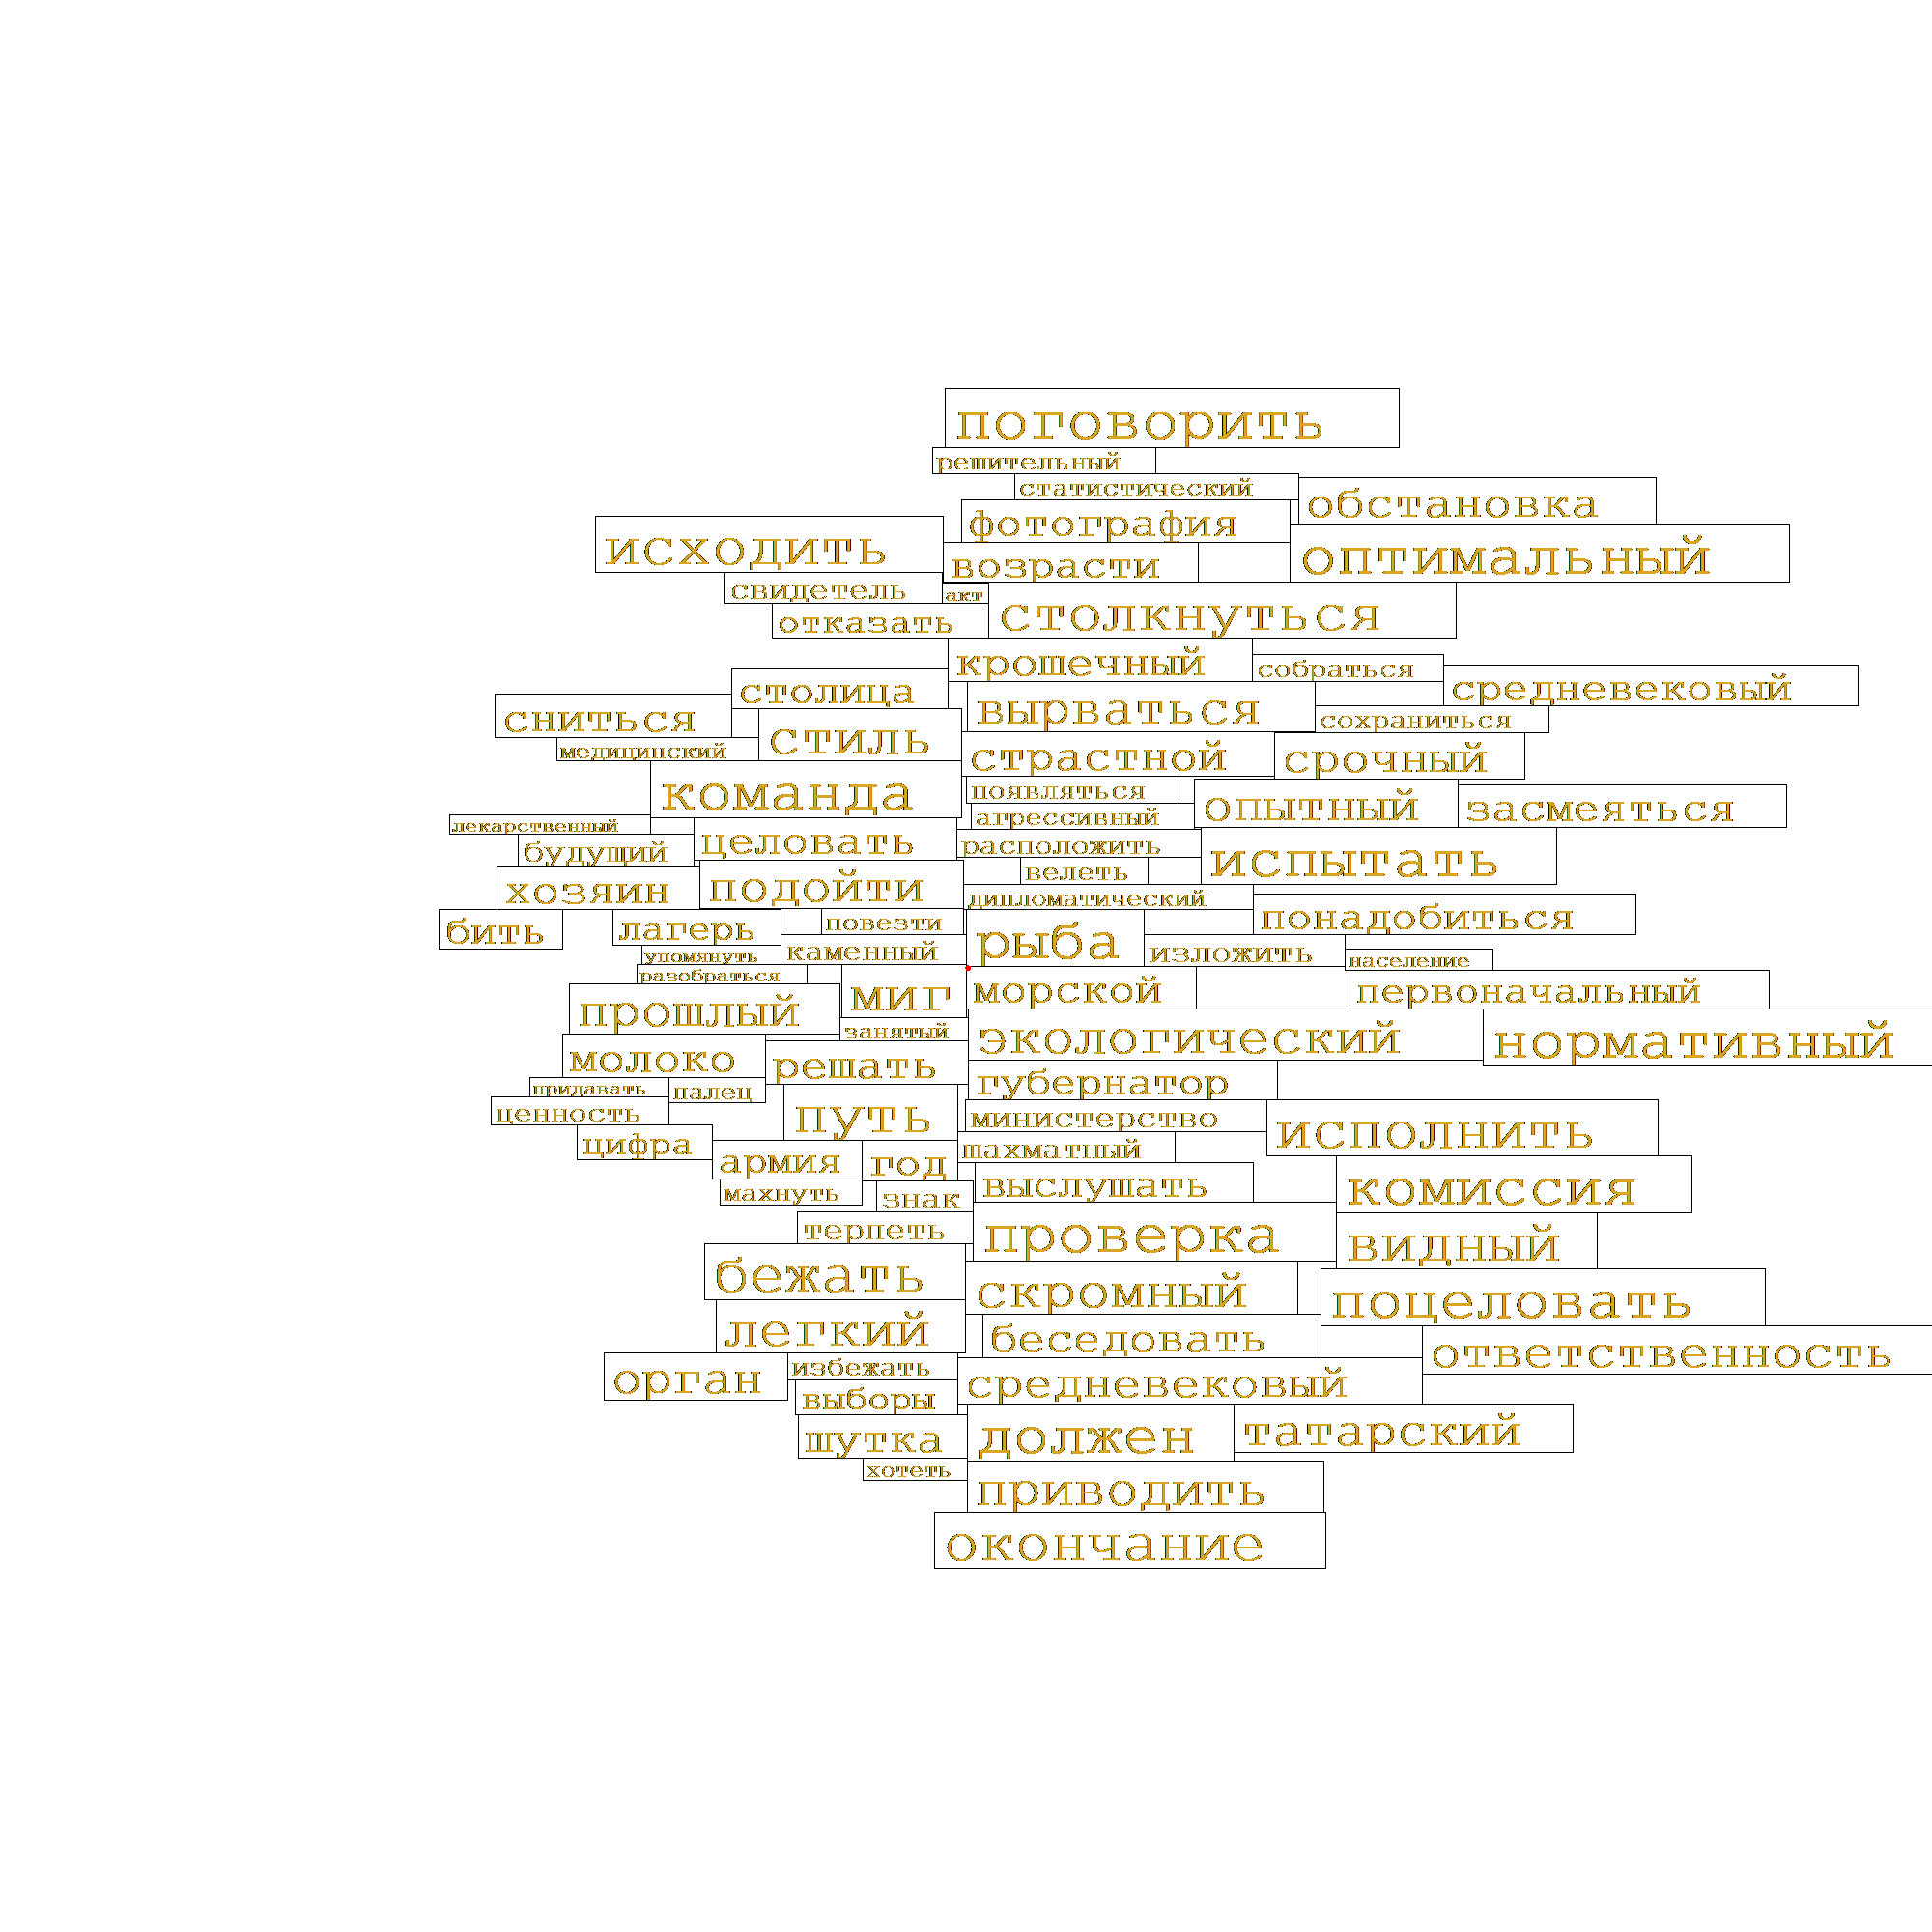 поговорить
решительный
статистический
обстановка
фотография
исходить
оптимальный
возрасти
свидетель
акт
столкнуться
отказать
крошечный
собраться
столица
средневековый
сниться
вырваться
сохраниться
стиль
медицинский
страстной
срочный
команда
появляться
опытный
засмеяться
агрессивный
лекарственный
целовать
будущий
расположить
испытать
велеть
хозяин
подойти
дипломатический
понадобиться
бить
лагерь
повезти
рыба
изложить
каменный
упомянуть
население
разобраться
миг
морской
первоначальный
прошлый
занятый
экологический
нормативный
молоко
решать
губернатор
придавать
палец
ценность
путь
министерство
исполнить
цифра
шахматный
армия
год
выслушать
комиссия
махнуть
знак
терпеть
проверка
видный
бежать
скромный
поцеловать
легкий
беседовать
ответственность
орган
избежать
средневековый
выборы
должен
татарский
шутка
хотеть
приводить
окончание